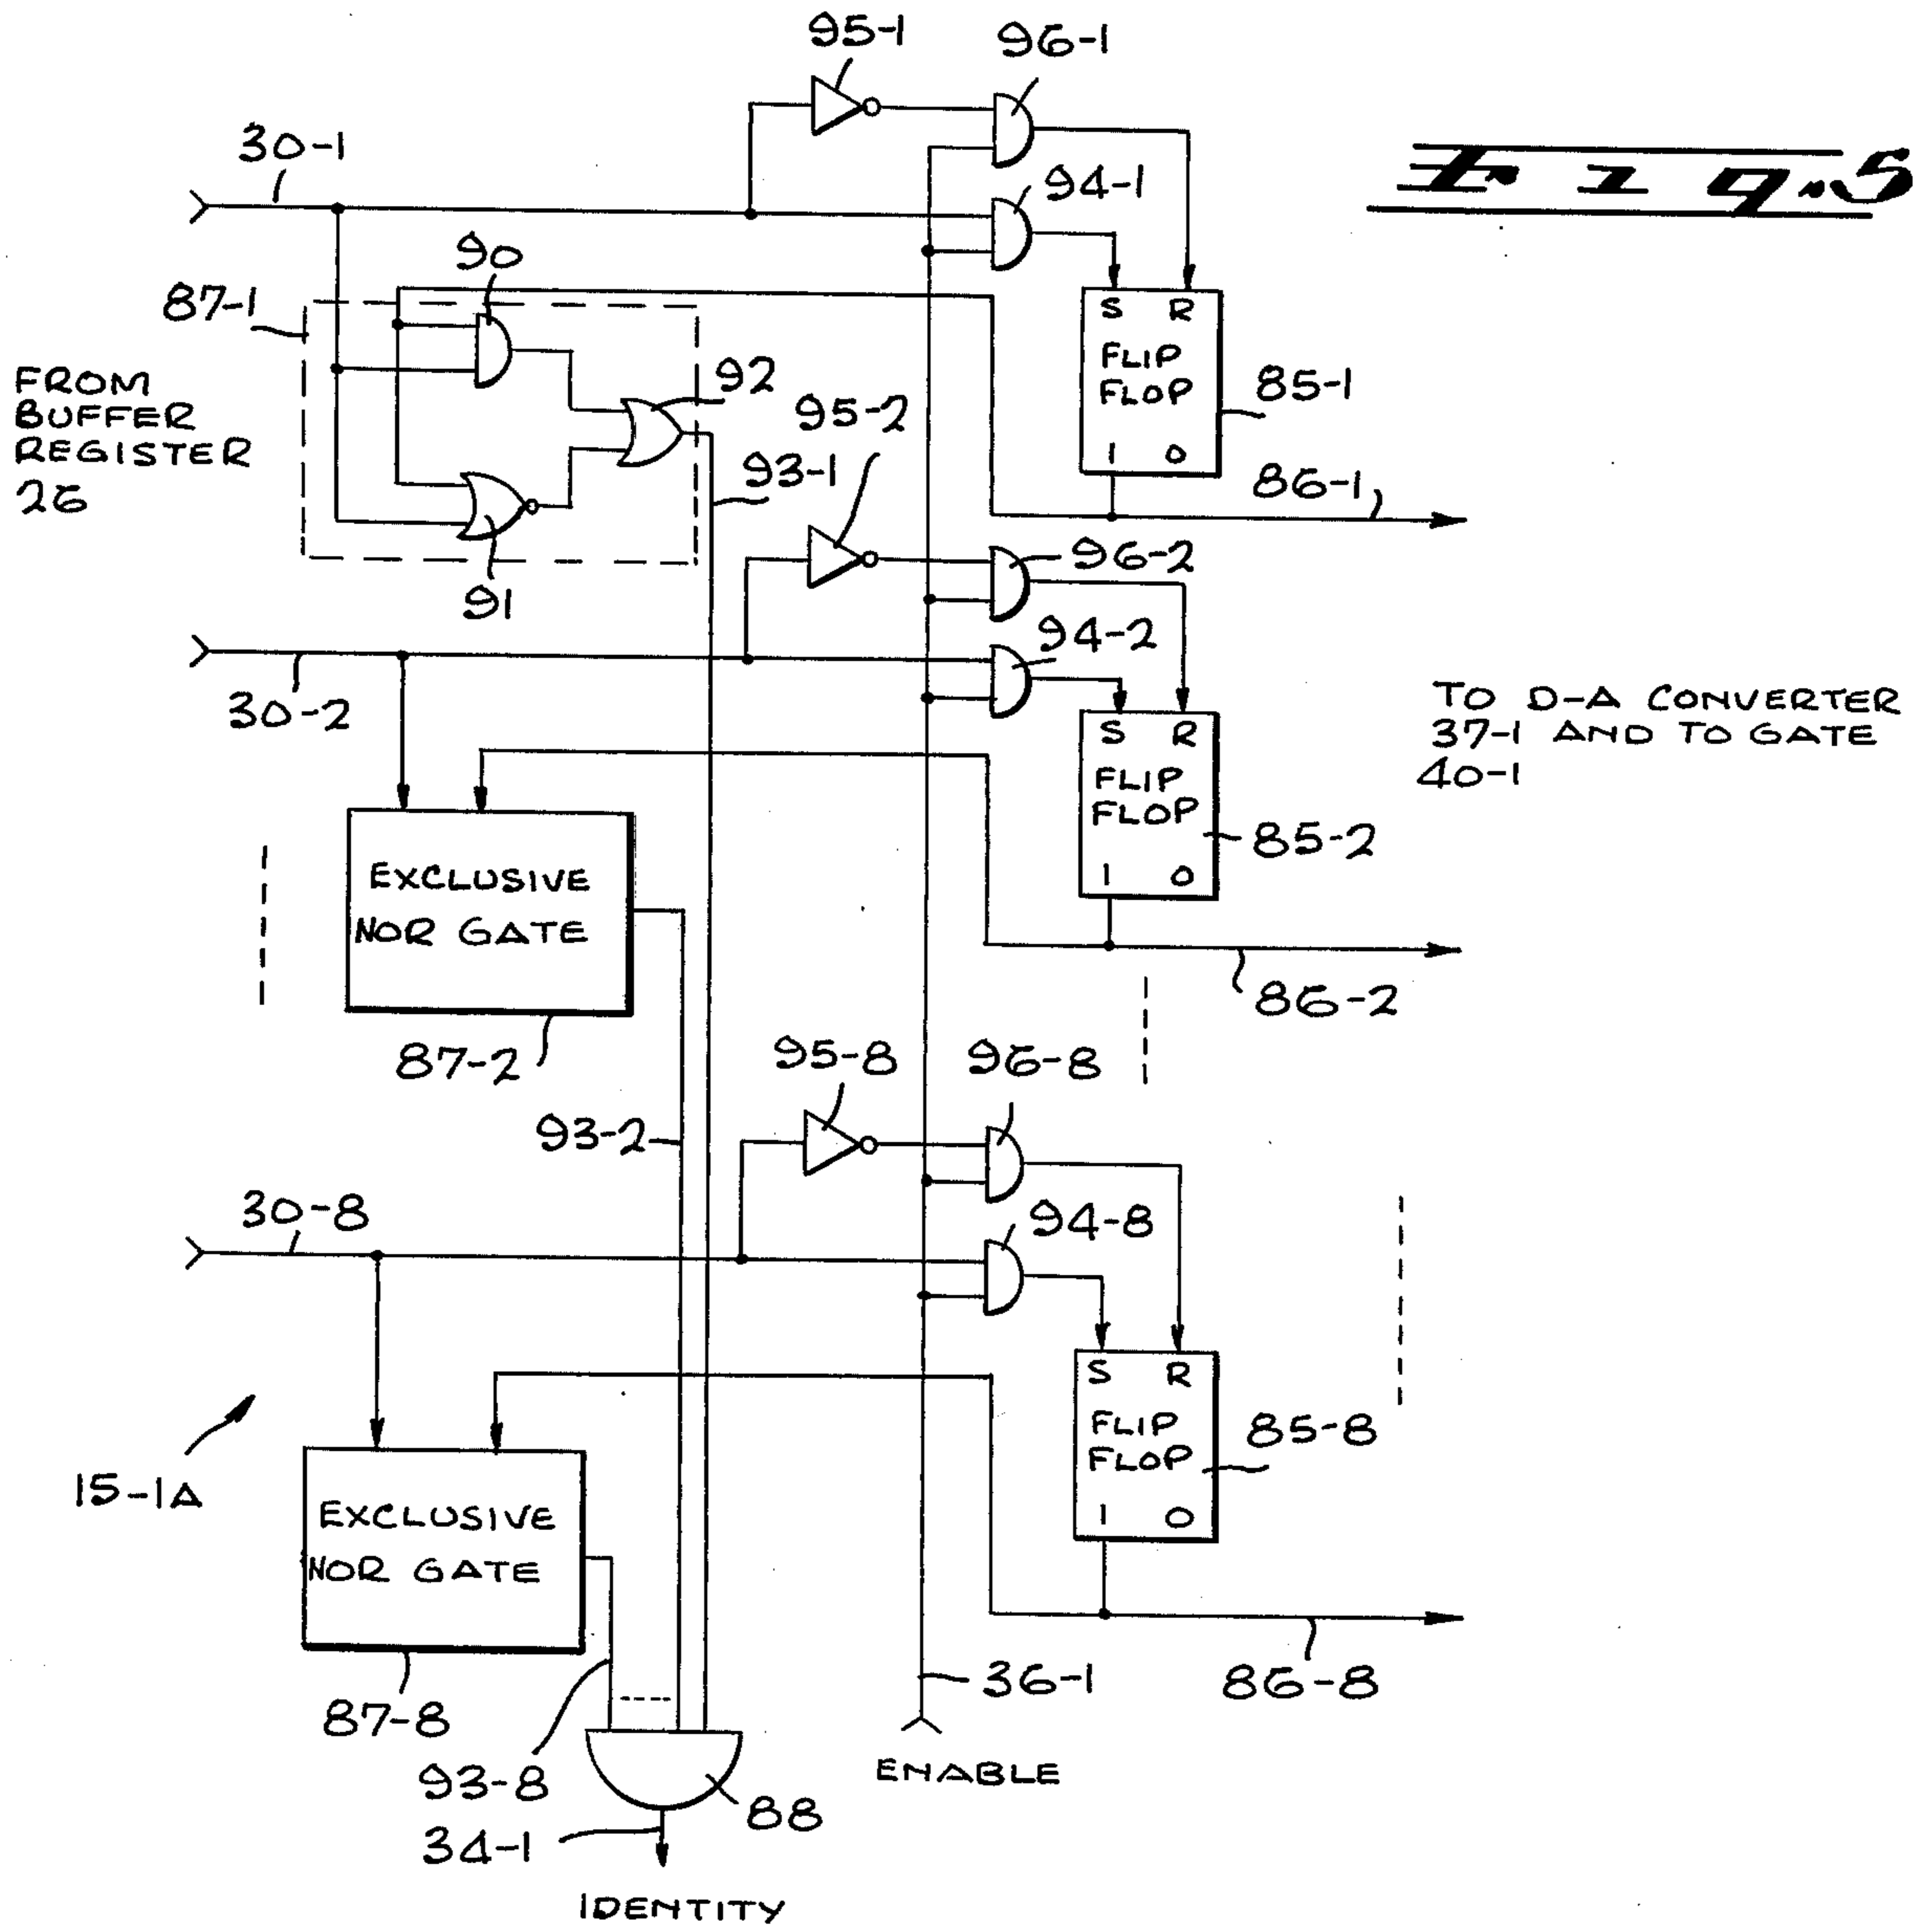 95-1
96-1
30-1
Fig. 5
94-1
90
87-1
S R
FLIP
FLOP
1 0
85-1
FROM
BUFFER
REGISTER
26
92
95-2
93-1
86-1
96-2
91
94-2
30-2
TO D-A CONVERTER
37-1 AND TO GATE
40-1
S R
FLIP
FLOP
1 0
85-2
EXCLUSIVE
NOR GATE
86-2
87-2
95-8
96-8
93-2
30-8
94-8
S R
FLIP
FLOP
1 0
85-8
15-1A
EXCLUSIVE
NOR GATE
36-1
86-8
87-8
93-8
ENABLE
88
34-1
IDENTITY